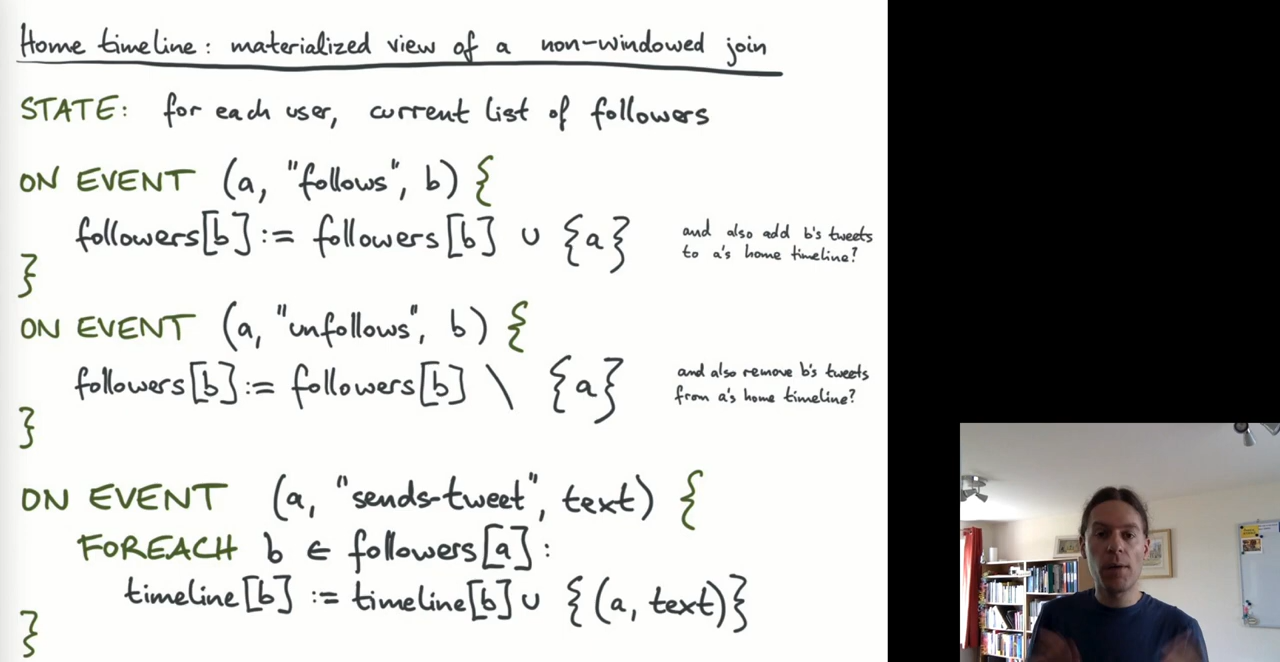 Home timeline: materialized view of a non-windowed join
STATE: for each user, current list of followers
ON EVENT (a, "follows", b) {
followers[b] := followers[b] ∪ {a}
and also add b's tweets
to a's home timeline?
}
ON EVENT (a, "unfollows", b) {
followers[b] := followers[b] \ {a}
and also remove b's tweets
from a's home timeline?
}
ON EVENT (a, "sends-tweet", text) {
FOREACH b ∈ followers[a]:
timeline[b] := timeline[b] ∪ {(a, text)}
}